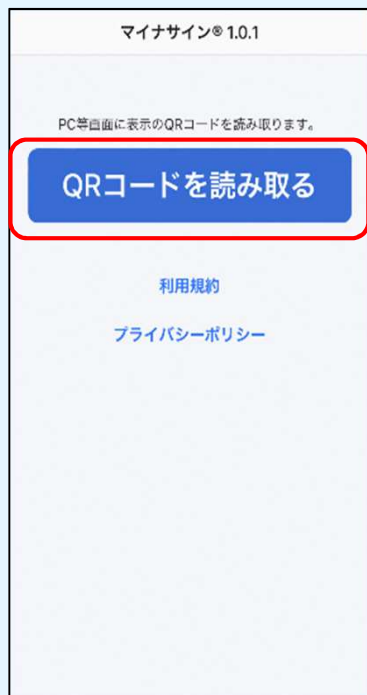 マイナサイン® 1.0.1
PC等画面に表示のQRコードを読み取ります。
QRコードを読み取る
利用規約
プライバシーポリシー